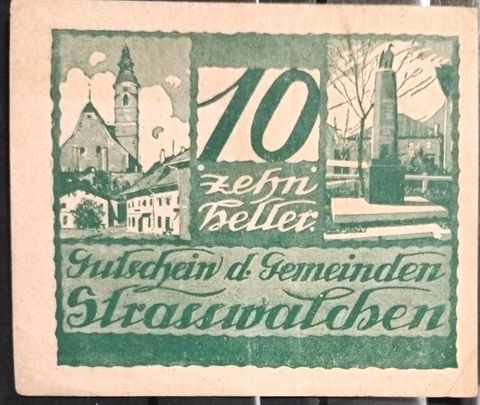 10
zehn
heller.
Gutschein d. Gemeinden
Strasswalchen